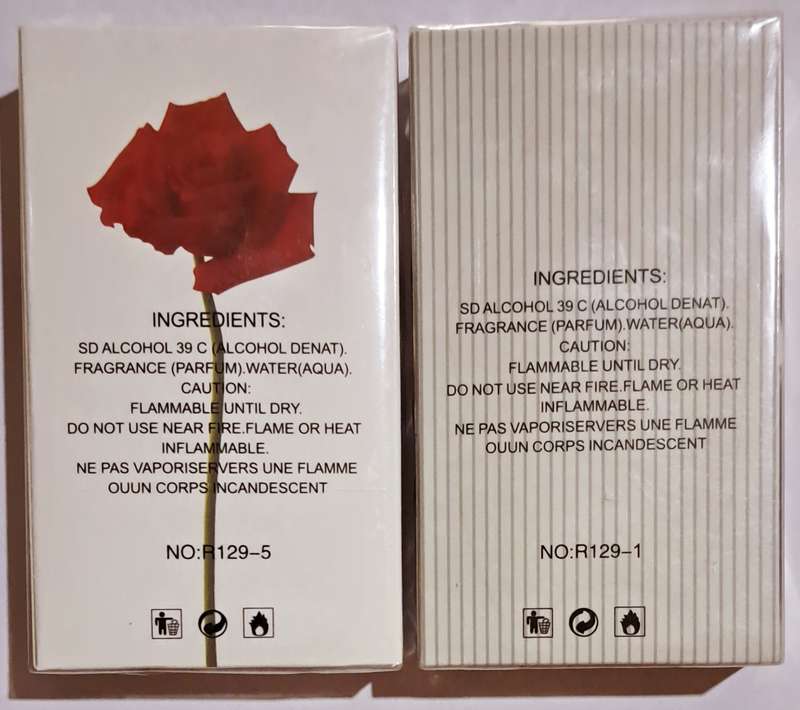 INGREDIENTS:
SD ALCOHOL 39 C (ALCOHOL DENAT).
FRAGRANCE (PARFUM).WATER(AQUA).
CAUTION:
FLAMMABLE UNTIL DRY.
DO NOT USE NEAR FIRE.FLAME OR HEAT
INFLAMMABLE.
NE PAS VAPORISERVERS UNE FLAMME
OUUN CORPS INCANDESCENT
NO:R129-5
INGREDIENTS:
SD ALCOHOL 39 C (ALCOHOL DENAT).
FRAGRANCE (PARFUM).WATER(AQUA).
CAUTION:
FLAMMABLE UNTIL DRY.
DO NOT USE NEAR FIRE.FLAME OR HEAT
INFLAMMABLE.
NE PAS VAPORISERVERS UNE FLAMME
OUUN CORPS INCANDESCENT
NO:R129-1